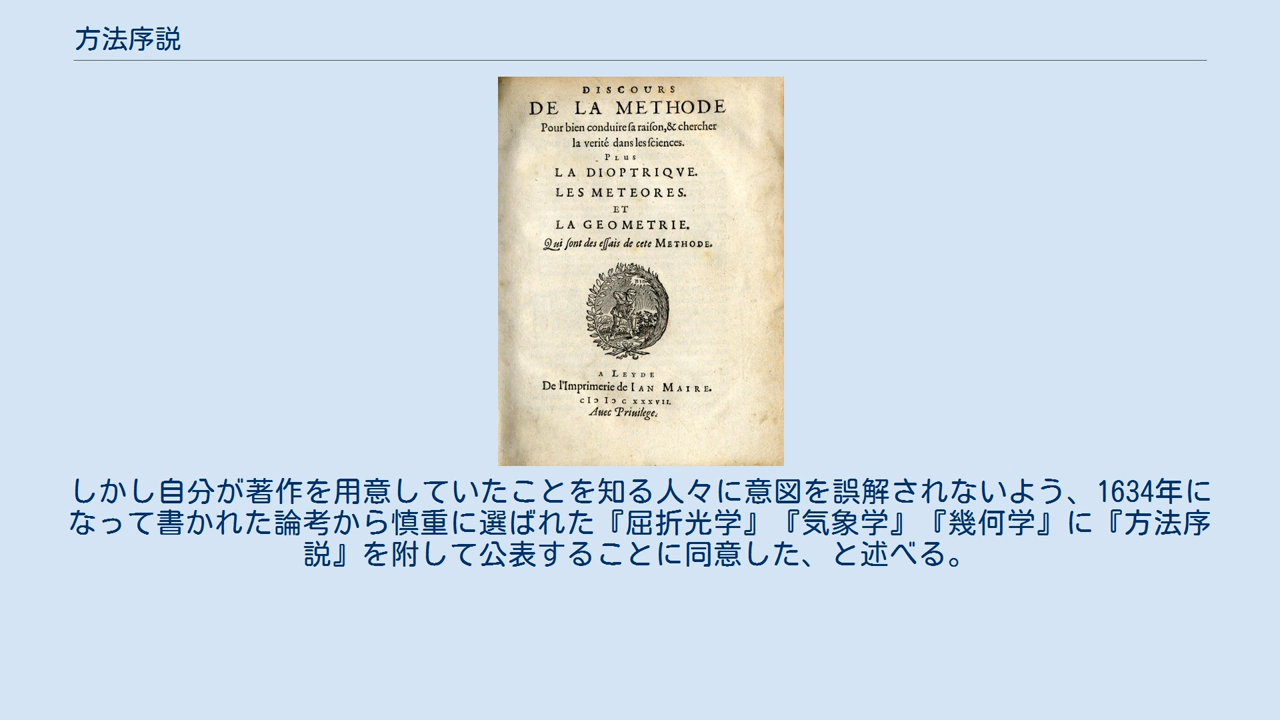 方法序説
DISCOURS
DE LA METHODE
Pour bien conduire ſa raiſon,& chercher
la verité dans les ſciences.
PLUS
LA DIOPTRIQVE.
LES METEORES.
ET
LA GEOMETRIE.
Qui ſont des eſſais de cete METHODE.
A LEYDE
De l'Imprimerie de IAN MAIRE.
cIↄ Iↄ c xxxvii.
Auec Priuilege.
しかし自分が著作を用意していたことを知る人々に意図を誤解されないよう、1634年に
なって書かれた論考から慎重に選ばれた『屈折光学』『気象学』『幾何学』に『方法序
説』を附して公表することに同意した、と述べる。